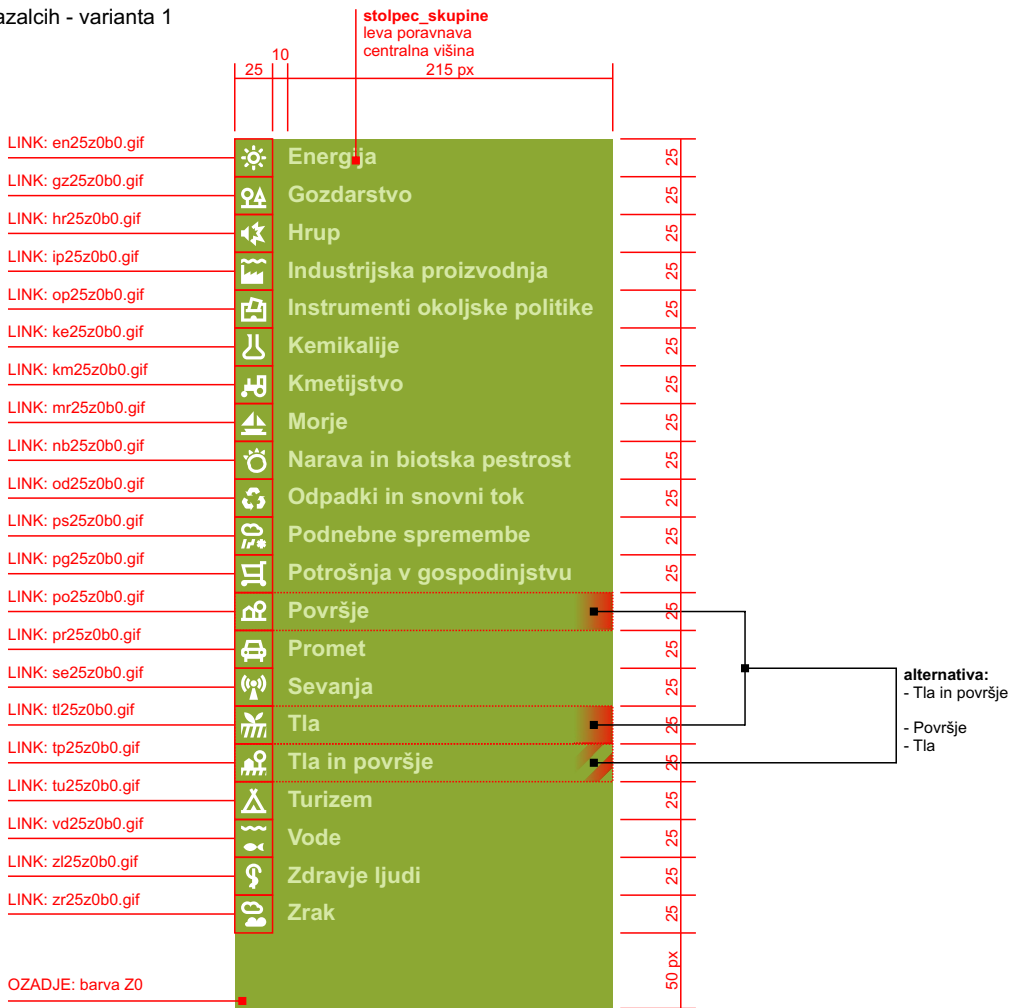 azalcih - varianta 1
stolpec_skupine
leva poravnava
centralna višina
25 10 215 px
LINK: en25z0b0.gif Energija 25
LINK: gz25z0b0.gif Gozdarstvo 25
LINK: hr25z0b0.gif Hrup 25
LINK: ip25z0b0.gif Industrijska proizvodnja 25
LINK: op25z0b0.gif Instrumenti okoljske politike 25
LINK: ke25z0b0.gif Kemikalije 25
LINK: km25z0b0.gif Kmetijstvo 25
LINK: mr25z0b0.gif Morje 25
LINK: nb25z0b0.gif Narava in biotska pestrost 25
LINK: od25z0b0.gif Odpadki in snovni tok 25
LINK: ps25z0b0.gif Podnebne spremembe 25
LINK: pg25z0b0.gif Potrošnja v gospodinjstvu 25
LINK: po25z0b0.gif Površje 25
LINK: pr25z0b0.gif Promet 25
LINK: se25z0b0.gif Sevanja 25
LINK: tl25z0b0.gif Tla 25
LINK: tp25z0b0.gif Tla in površje 25
LINK: tu25z0b0.gif Turizem 25
LINK: vd25z0b0.gif Vode 25
LINK: zl25z0b0.gif Zdravje ljudi 25
LINK: zr25z0b0.gif Zrak 25
alternativa:
- Tla in površje
- Površje
- Tla
OZADJE: barva Z0 50 px